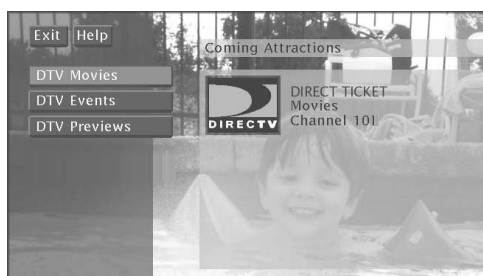 Exit Help
Coming Attractions
DTV Movies
DTV Events
DTV Previews
DIRECTV
DIRECT TICKET
Movies
Channel 101